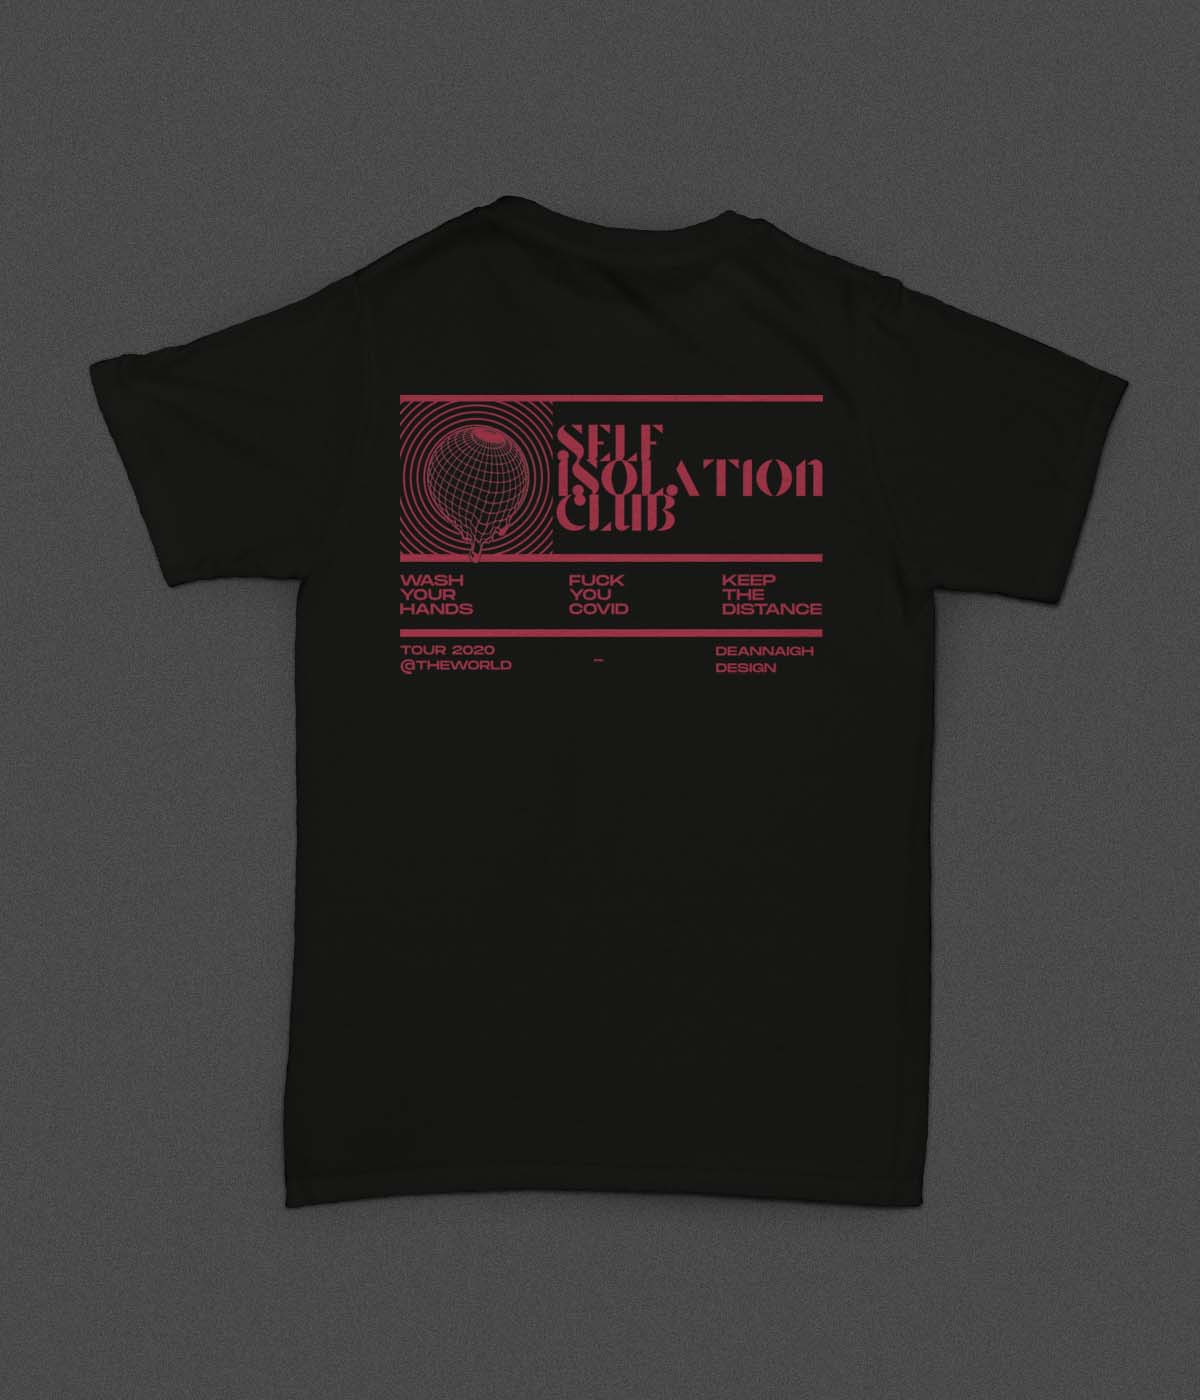 SELF
ISOLATION
CLUB
WASH
YOUR
HANDS
FUCK
YOU
COVID
KEEP
THE
DISTANCE
TOUR 2020
@THEWORLD
DEANNAIGH
DESIGN